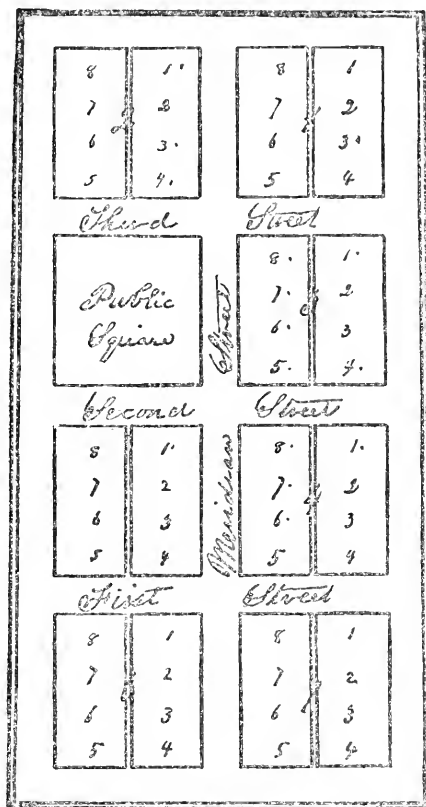 8 1. 8 1
7 2 7 2
6 3. 6 3.
5 4. 5 4
Third Street
8. 1.
Public 7. 2
Square 6. 3
5. 4.
Street
Second Street
8 1. 8. 1.
7 2 7. 2
6 3 6. 3
5 4 5 4
Meridian
First Street
8 1 8 1
7 2 7 2
6 3 6 3
5 4 5 4